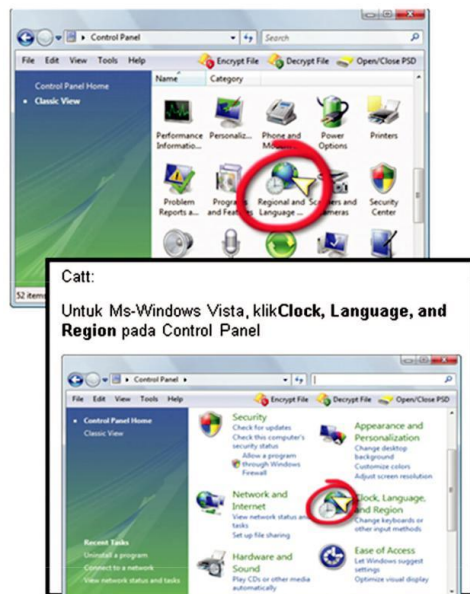 Control Panel
Search
File Edit View Tools Help
Encrypt File Decrypt File Open/Close PSD
Control Panel Home
Classic View
Name Category
Performance Informatio...
Personaliz...
Phone and
Power Options
Printers
Problem Reports a...
Programs and Features
Regional and Language ...
Scanners and Cameras
Security Center
52 items
Catt:
Untuk Ms-Windows Vista, klikClock, Language, and
Region pada Control Panel
Control Panel
File Edit View Tools Help
Encrypt File Decrypt File Open/Close PSD
Control Panel Home
Classic View
Recent Tasks
Uninstall a program
Connect to a network
View network status and tasks
Security
Check for updates
Check this computer's
security status
Allow a program
through Windows
Firewall
Network and
Internet
View network status and
tasks
Set up file sharing
Hardware and
Sound
Play CDs or other media
automatically
Appearance and
Personalization
Change desktop
background
Customize colors
Adjust screen resolution
Clock, Language,
and Region
Change keyboards or
other input methods
Ease of Access
Let Windows suggest
settings
Optimize visual display